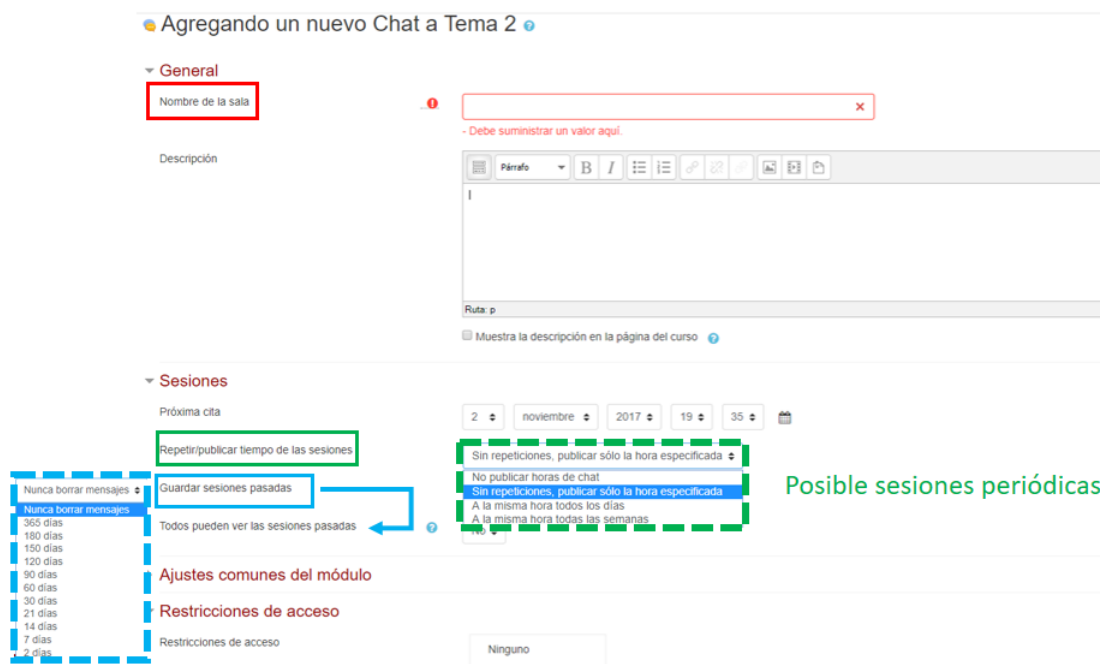 Agregando un nuevo Chat a Tema 2
General
Nombre de la sala
- Debe suministrar un valor aquí.
Descripción
Párrafo
B I
Ruta: p
Muestra la descripción en la página del curso
Sesiones
Próxima cita
2 noviembre 2017 19 35
Repetir/publicar tiempo de las sesiones
Sin repeticiones, publicar sólo la hora especificada
No publicar horas de chat
Sin repeticiones, publicar sólo la hora especificada
A la misma hora todos los días
A la misma hora todas las semanas
Posible sesiones periódicas
Guardar sesiones pasadas
Nunca borrar mensajes
Nunca borrar mensajes
365 días
180 días
150 días
120 días
90 días
60 días
30 días
21 días
14 días
7 días
2 días
Todos pueden ver las sesiones pasadas
No
Ajustes comunes del módulo
Restricciones de acceso
Restricciones de acceso
Ninguno